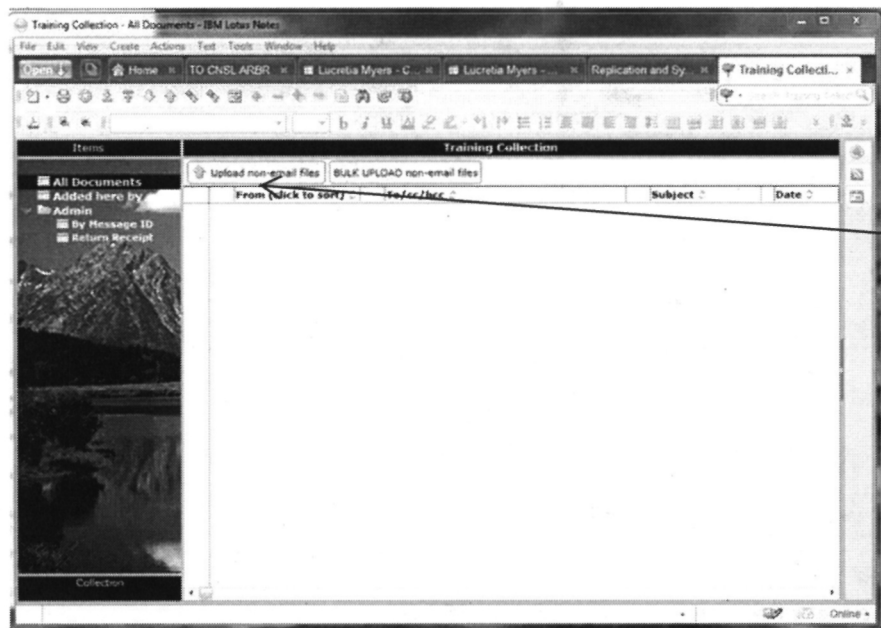 Training Collection - All Documents - IBM Lotus Notes
File Edit View Create Actions Text Tools Window Help
Open Home TO CNSL ARBR Lucretia Myers - C... Lucretia Myers - ... Replication and Sy... Training Collecti...
Items
Training Collection
Upload non-email files BULK UPLOAD non-email files
All Documents
Added here by
Admin
By Message ID
Return Receipt
From (click to sort) To/cc/bcc Subject Date
Collection
Online